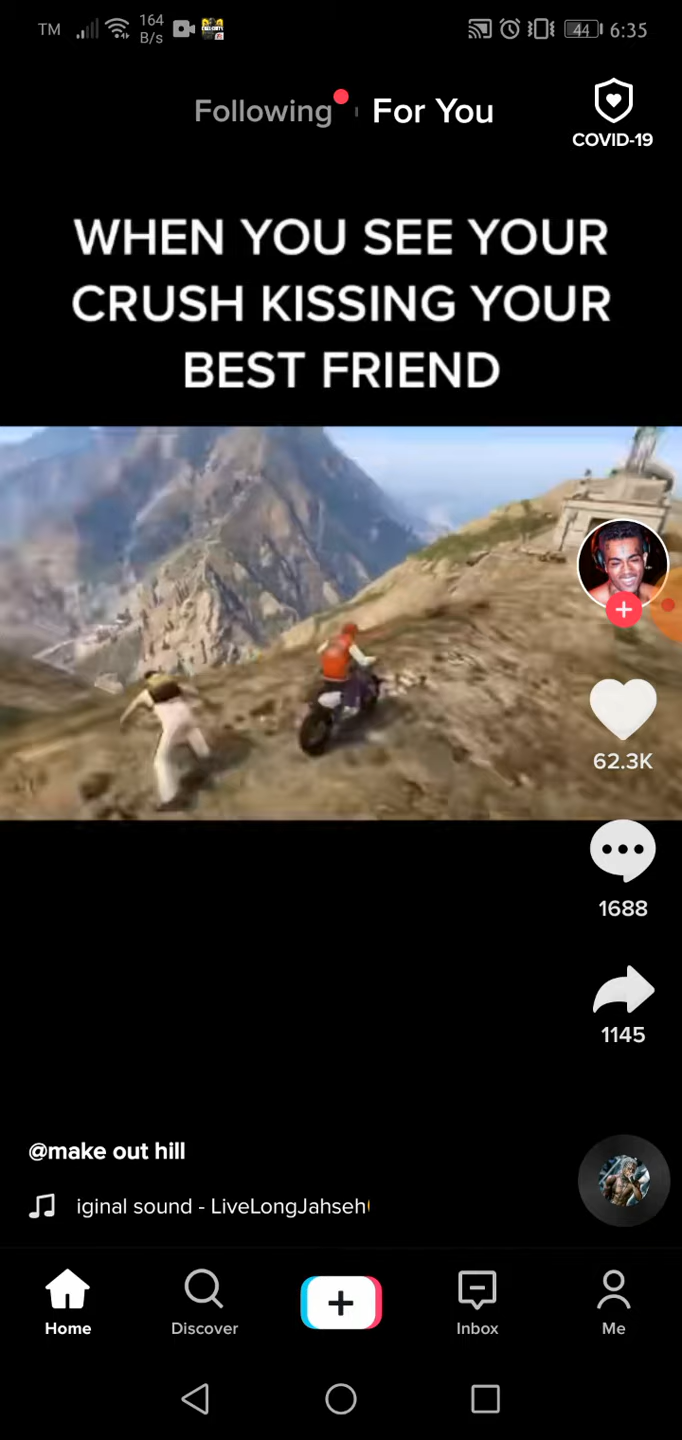 TM 164 B/s 44 6:35
Following For You
COVID-19
WHEN YOU SEE YOUR
CRUSH KISSING YOUR
BEST FRIEND
62.3K
1688
1145
@make out hill
iginal sound - LiveLongJahseh
Home Discover Inbox Me